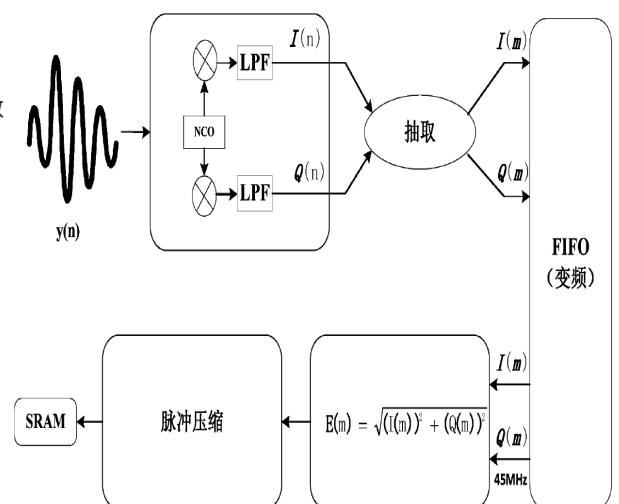 y(n)
NCO
LPF
LPF
I(n)
Q(n)
抽取
I(m)
Q(m)
FIFO
（变频）
I(m)
Q(m)
45MHz
E(m) = √(I(m))² + (Q(m))²
脉冲压缩
SRAM